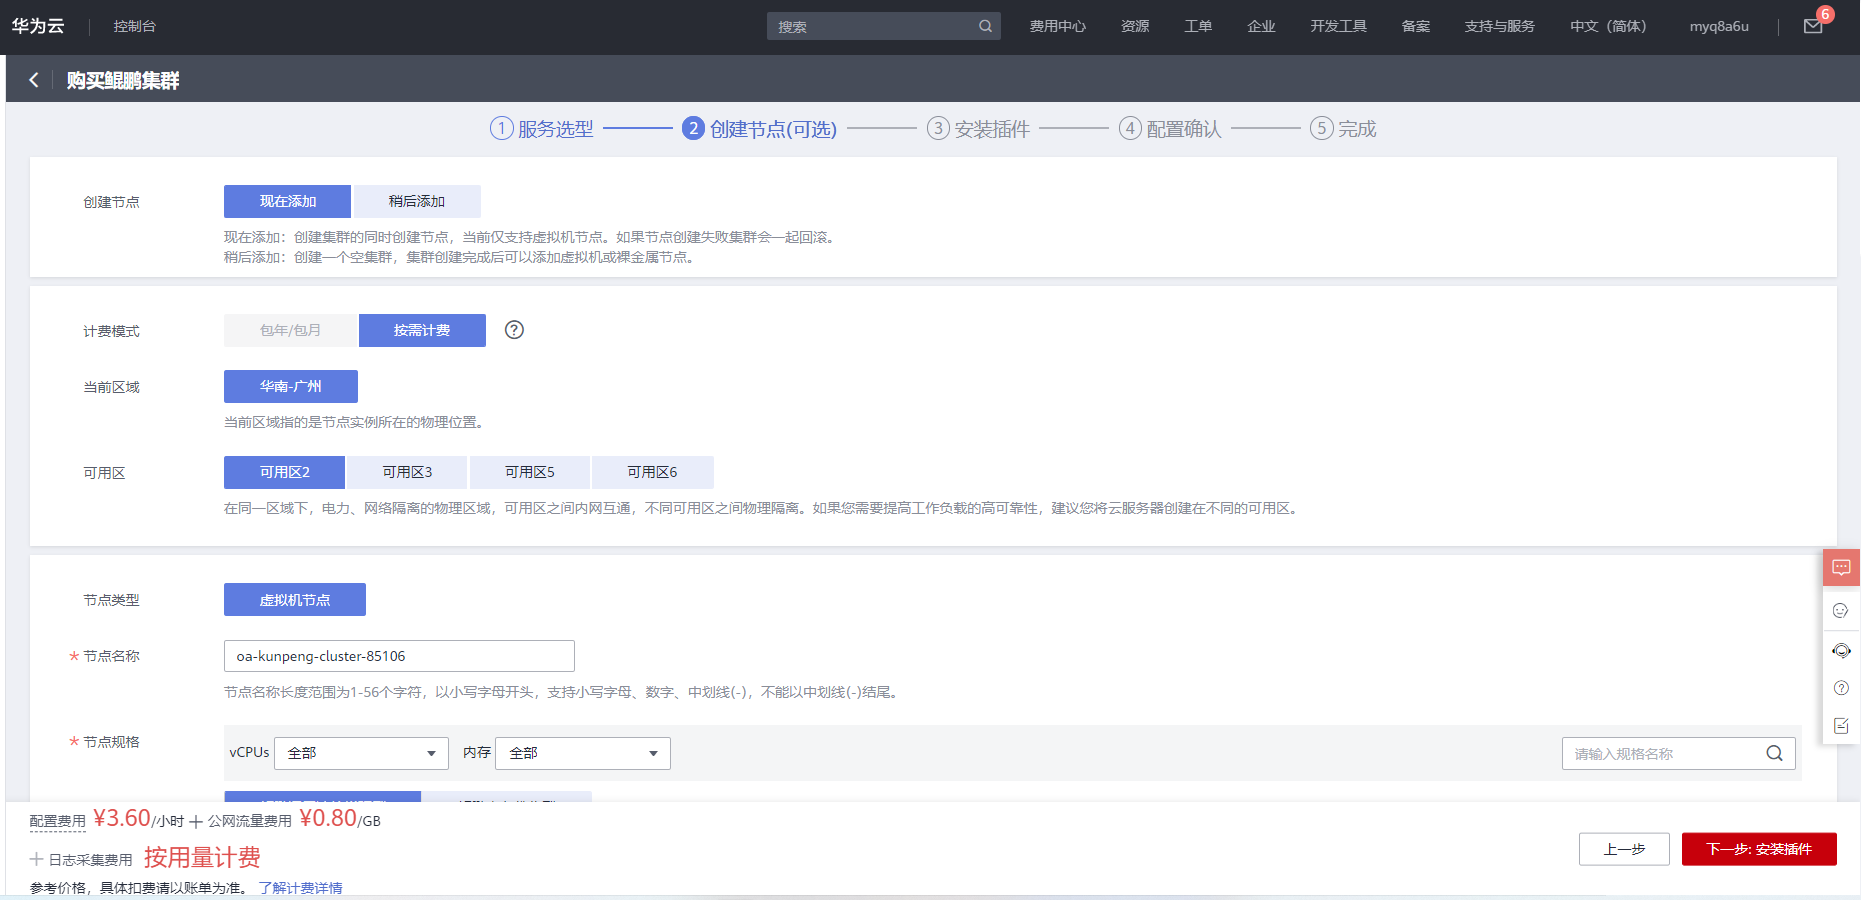 华为云 控制台 搜索 费用中心 资源 工单 企业 开发工具 备案 支持与服务 中文（简体） myq8a6u 6
购买鲲鹏集群
1 服务选型 2 创建节点(可选) 3 安装插件 4 配置确认 5 完成
创建节点 现在添加 稍后添加
现在添加：创建集群的同时创建节点，当前仅支持虚拟机节点。如果节点创建失败集群会一起回滚。
稍后添加：创建一个空集群，集群创建完成后可以添加虚拟机或裸金属节点。
计费模式 包年/包月 按需计费 ?
当前区域 华南-广州
当前区域指的是节点实例所在的物理位置。
可用区 可用区2 可用区3 可用区5 可用区6
在同一区域下，电力、网络隔离的物理区域，可用区之间内网互通，不同可用区之间物理隔离。如果您需要提高工作负载的高可靠性，建议您将云服务器创建在不同的可用区。
节点类型 虚拟机节点
* 节点名称 oa-kunpeng-cluster-85106
节点名称长度范围为1-56个字符，以小写字母开头，支持小写字母、数字、中划线(-)，不能以中划线(-)结尾。
* 节点规格 vCPUs 全部 内存 全部 请输入规格名称
配置费用 ¥3.60/小时 + 公网流量费用 ¥0.80/GB
+ 日志采集费用 按用量计费
参考价格，具体扣费请以账单为准。 了解计费详情
上一步 下一步: 安装插件